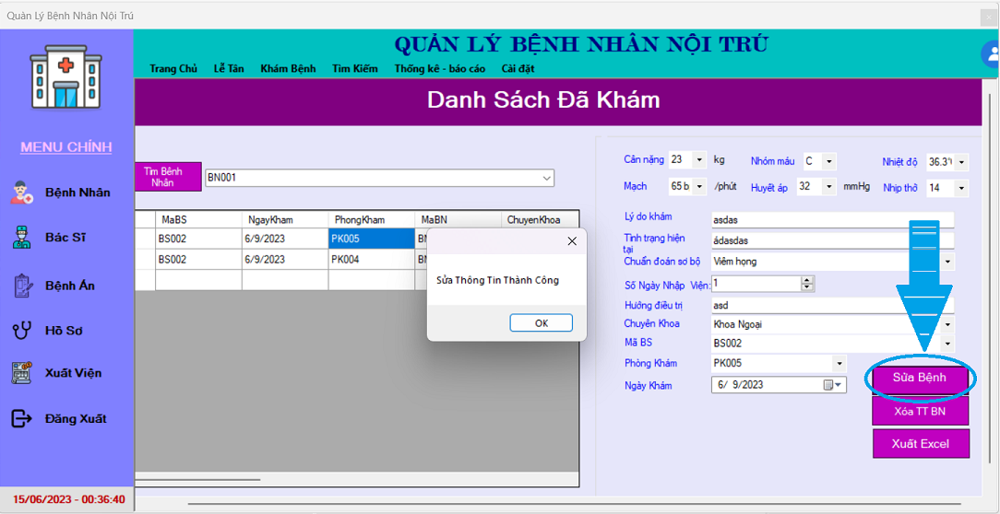 Quản Lý Bệnh Nhân Nội Trú
QUẢN LÝ BỆNH NHÂN NỘI TRÚ
Trang Chủ Lễ Tân Khám Bệnh Tìm Kiếm Thống kê - báo cáo Cài đặt
Danh Sách Đã Khám
MENU CHÍNH
Bệnh Nhân
Bác Sĩ
Bệnh Án
Hồ Sơ
Xuất Viện
Đăng Xuất
15/06/2023 - 00:36:40
Tìm Bệnh
Nhân
BN001
MaBS NgayKham PhongKham MaBN ChuyenKhoa
BS002 6/9/2023 PK005
BS002 6/9/2023 PK004
Sửa Thông Tin Thành Công
OK
Cân nặng 23 kg Nhóm máu C Nhiệt độ 36.3
Mạch 65 b /phút Huyết áp 32 mmHg Nhịp thở 14
Lý do khám asdas
Tình trạng hiện
tại
ádasdas
Chuẩn đoán sơ bộ Viêm họng
Số Ngày Nhập Viện: 1
Hướng điều trị asd
Chuyên Khoa Khoa Ngoại
Mã BS BS002
Phòng Khám PK005
Ngày Khám 6/ 9/2023
Sửa Bệnh
Xóa TT BN
Xuất Excel